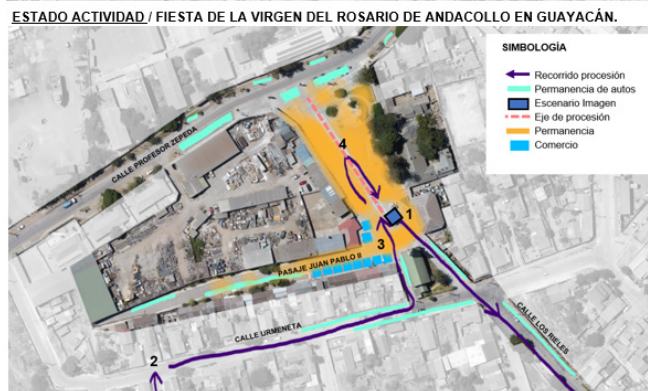 ESTADO ACTIVIDAD / FIESTA DE LA VIRGEN DEL ROSARIO DE ANDACOLLO EN GUAYACÁN.
SIMBOLOGÍA
Recorrido procesión
Permanencia de autos
Escenario Imagen
Eje de procesión
Permanencia
Comercio
CALLE PROFESOR ZEPEDA
4
1
3
PASAJE JUAN PABLO II
CALLE URMENETA
CALLE LOS RIELES
2